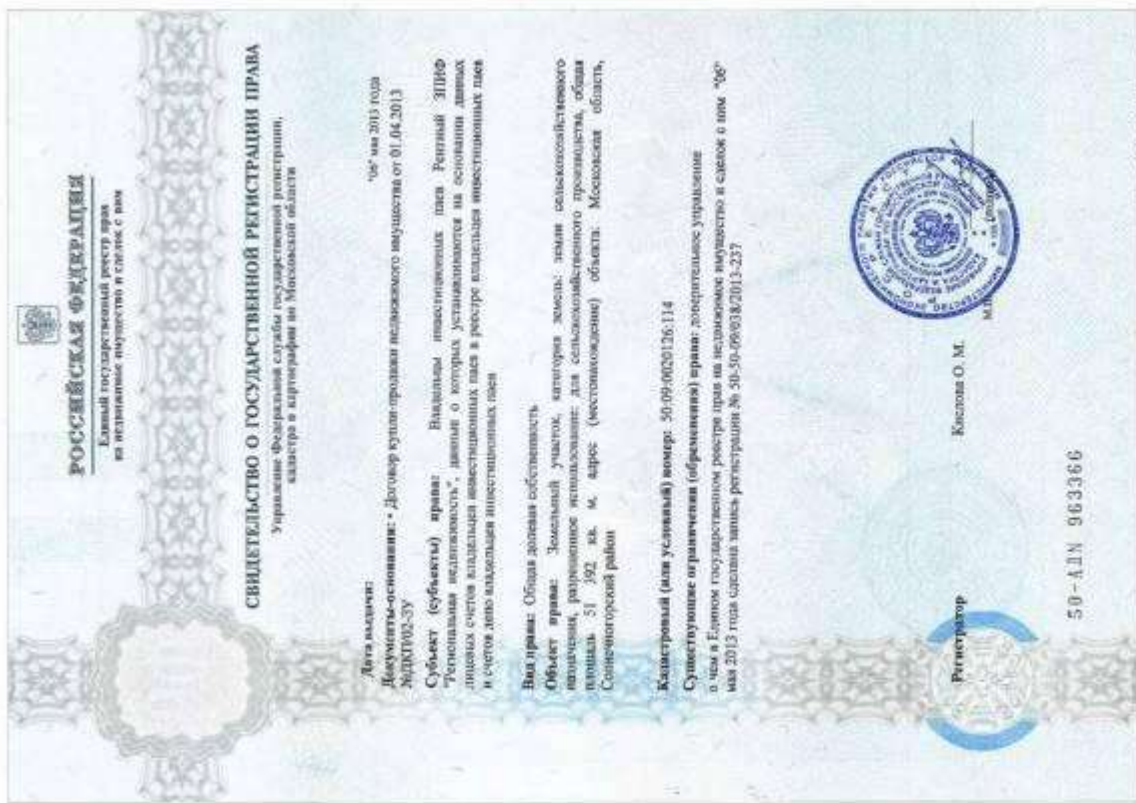 РОССИЙСКАЯ ФЕДЕРАЦИЯ
Единый государственный реестр прав
на недвижимое имущество и сделок с ним
СВИДЕТЕЛЬСТВО О ГОСУДАРСТВЕННОЙ РЕГИСТРАЦИИ ПРАВА
Управление Федеральной службы государственной регистрации,
кадастра и картографии по Московской области
Дата выдачи: "06" мая 2013 года
Документы-основания: • Договор купли-продажи недвижимого имущества от 01.04.2013
Субъект (субъекты) права: Владельцы инвестиционных паев Рентный ЗПИФ
"Региональная недвижимость", данные о которых устанавливаются на основании данных
лицевых счетов владельцев инвестиционных паев в реестре владельцев инвестиционных паев
и счетов депо владельцев инвестиционных паев
Вид права: Общая долевая собственность
Объект права: Земельный участок, категория земель: земли сельскохозяйственного
назначения, разрешенное использование: для сельскохозяйственного производства, общая
площадь 51 392 кв. м, адрес (местонахождение) объекта: Московская область,
Солнечногорский район
Кадастровый (или условный) номер: 50:09:0020126:114
Существующие ограничения (обременения) права: доверительное управление
о чем в Едином государственном реестре прав на недвижимое имущество и сделок с ним "06"
мая 2013 года сделана запись регистрации № 50-50-09/038/2013-237
Регистратор Кислова О. М.
50-АДN 963366